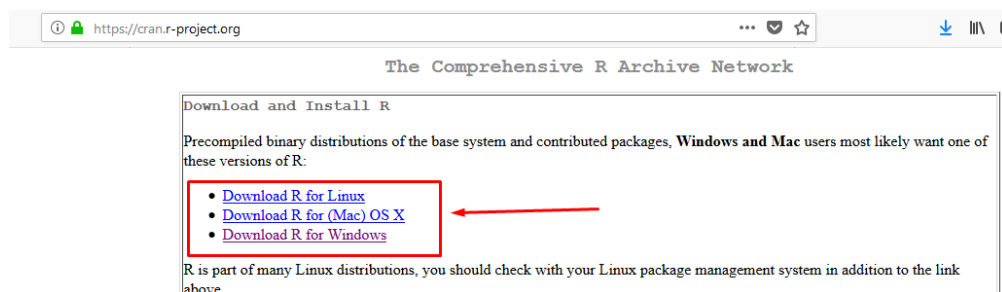 https://cran.r-project.org
The Comprehensive R Archive Network
Download and Install R
Precompiled binary distributions of the base system and contributed packages, Windows and Mac users most likely want one of
these versions of R:
• Download R for Linux
• Download R for (Mac) OS X
• Download R for Windows
R is part of many Linux distributions, you should check with your Linux package management system in addition to the link
above.